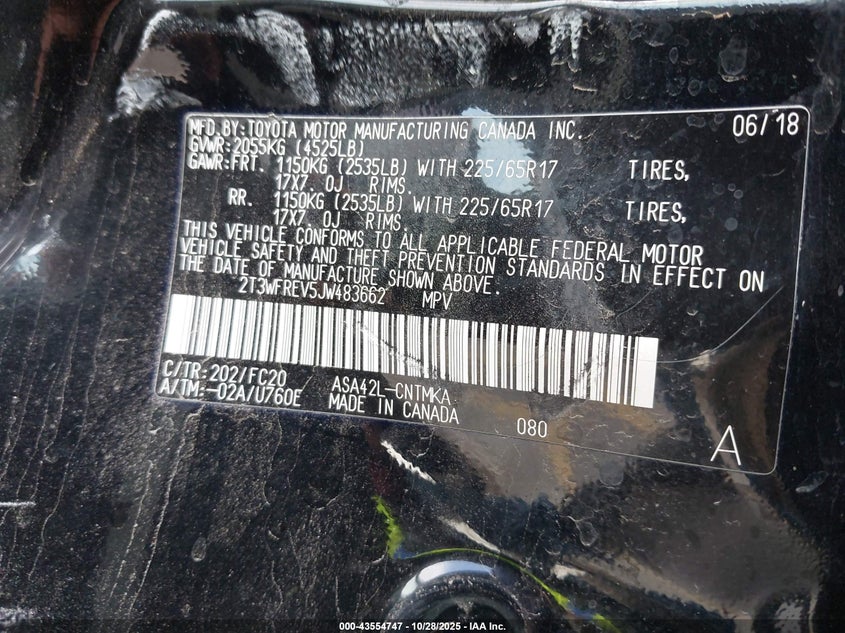 MFD. BY: TOYOTA MOTOR MANUFACTURING CANADA INC. 06/18
GVWR: 2055KG (4525LB)
GAWR: FRT. 1150KG (2535LB) WITH 225/65R17 TIRES,
17X7. 0J RIMS.
RR. 1150KG (2535LB) WITH 225/65R17 TIRES,
17X7. 0J RIMS.
THIS VEHICLE CONFORMS TO ALL APPLICABLE FEDERAL MOTOR
VEHICLE SAFETY AND THEFT PREVENTION STANDARDS IN EFFECT ON
THE DATE OF MANUFACTURE SHOWN ABOVE.
2T3WFREV5JW483662 MPV
C/TR: 202/FC20 ASA42L-CNTMKA
A/TM: -02A/U760E MADE IN CANADA
080
A
000-43554747 - 10/28/2025 - IAA Inc.